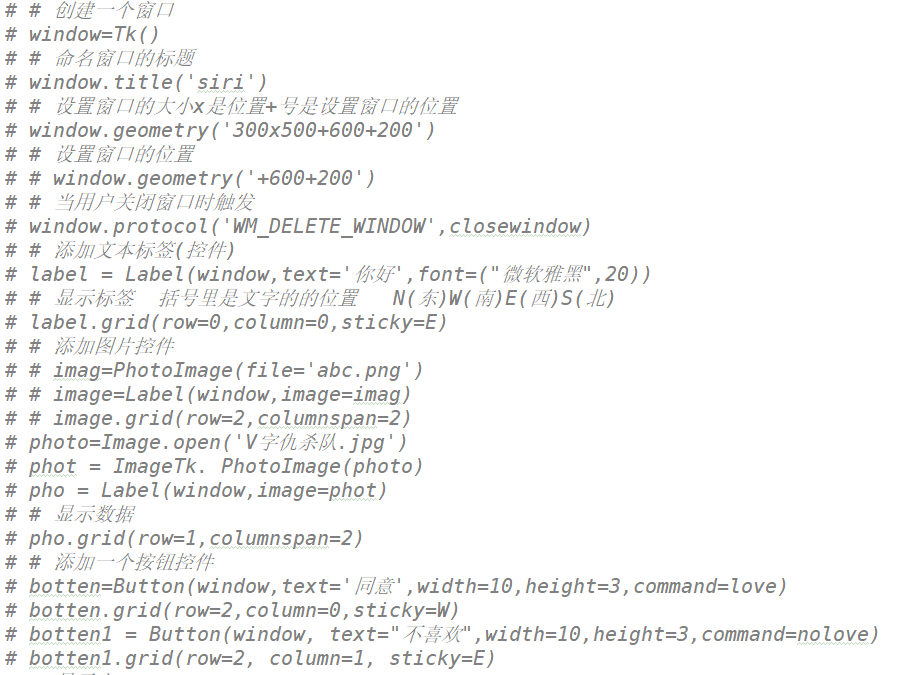 # # 创建一个窗口
# window=Tk()
# # 命名窗口的标题
# window.title('siri')
# # 设置窗口的大小x是位置+号是设置窗口的位置
# window.geometry('300x500+600+200')
# # 设置窗口的位置
# # window.geometry('+600+200')
# # 当用户关闭窗口时触发
# window.protocol('WM_DELETE_WINDOW',closewindow)
# # 添加文本标签(控件)
# label = Label(window,text='你好',font=("微软雅黑",20))
# # 显示标签  括号里是文字的的位置   N(东)W(南)E(西)S(北)
# label.grid(row=0,column=0,sticky=E)
# # 添加图片控件
# # imag=PhotoImage(file='abc.png')
# # image=Label(window,image=imag)
# # image.grid(row=2,columnspan=2)
# photo=Image.open('V字仇杀队.jpg')
# phot = ImageTk. PhotoImage(photo)
# pho = Label(window,image=phot)
# # 显示数据
# pho.grid(row=1,columnspan=2)
# # 添加一个按钮控件
# botten=Button(window,text='同意',width=10,height=3,command=love)
# botten.grid(row=2,column=0,sticky=W)
# botten1 = Button(window, text="不喜欢",width=10,height=3,command=nolove)
# botten1.grid(row=2, column=1, sticky=E)